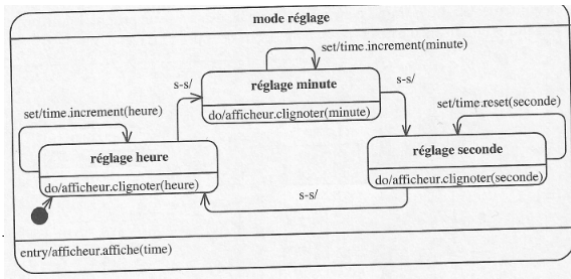 mode réglage
set/time.increment(minute)
s-s/
réglage minute
s-s/
do/afficheur.clignoter(minute)
set/time.increment(heure)
set/time.reset(seconde)
réglage heure
réglage seconde
do/afficheur.clignoter(heure)
do/afficheur.clignoter(seconde)
s-s/
entry/afficheur.affiche(time)